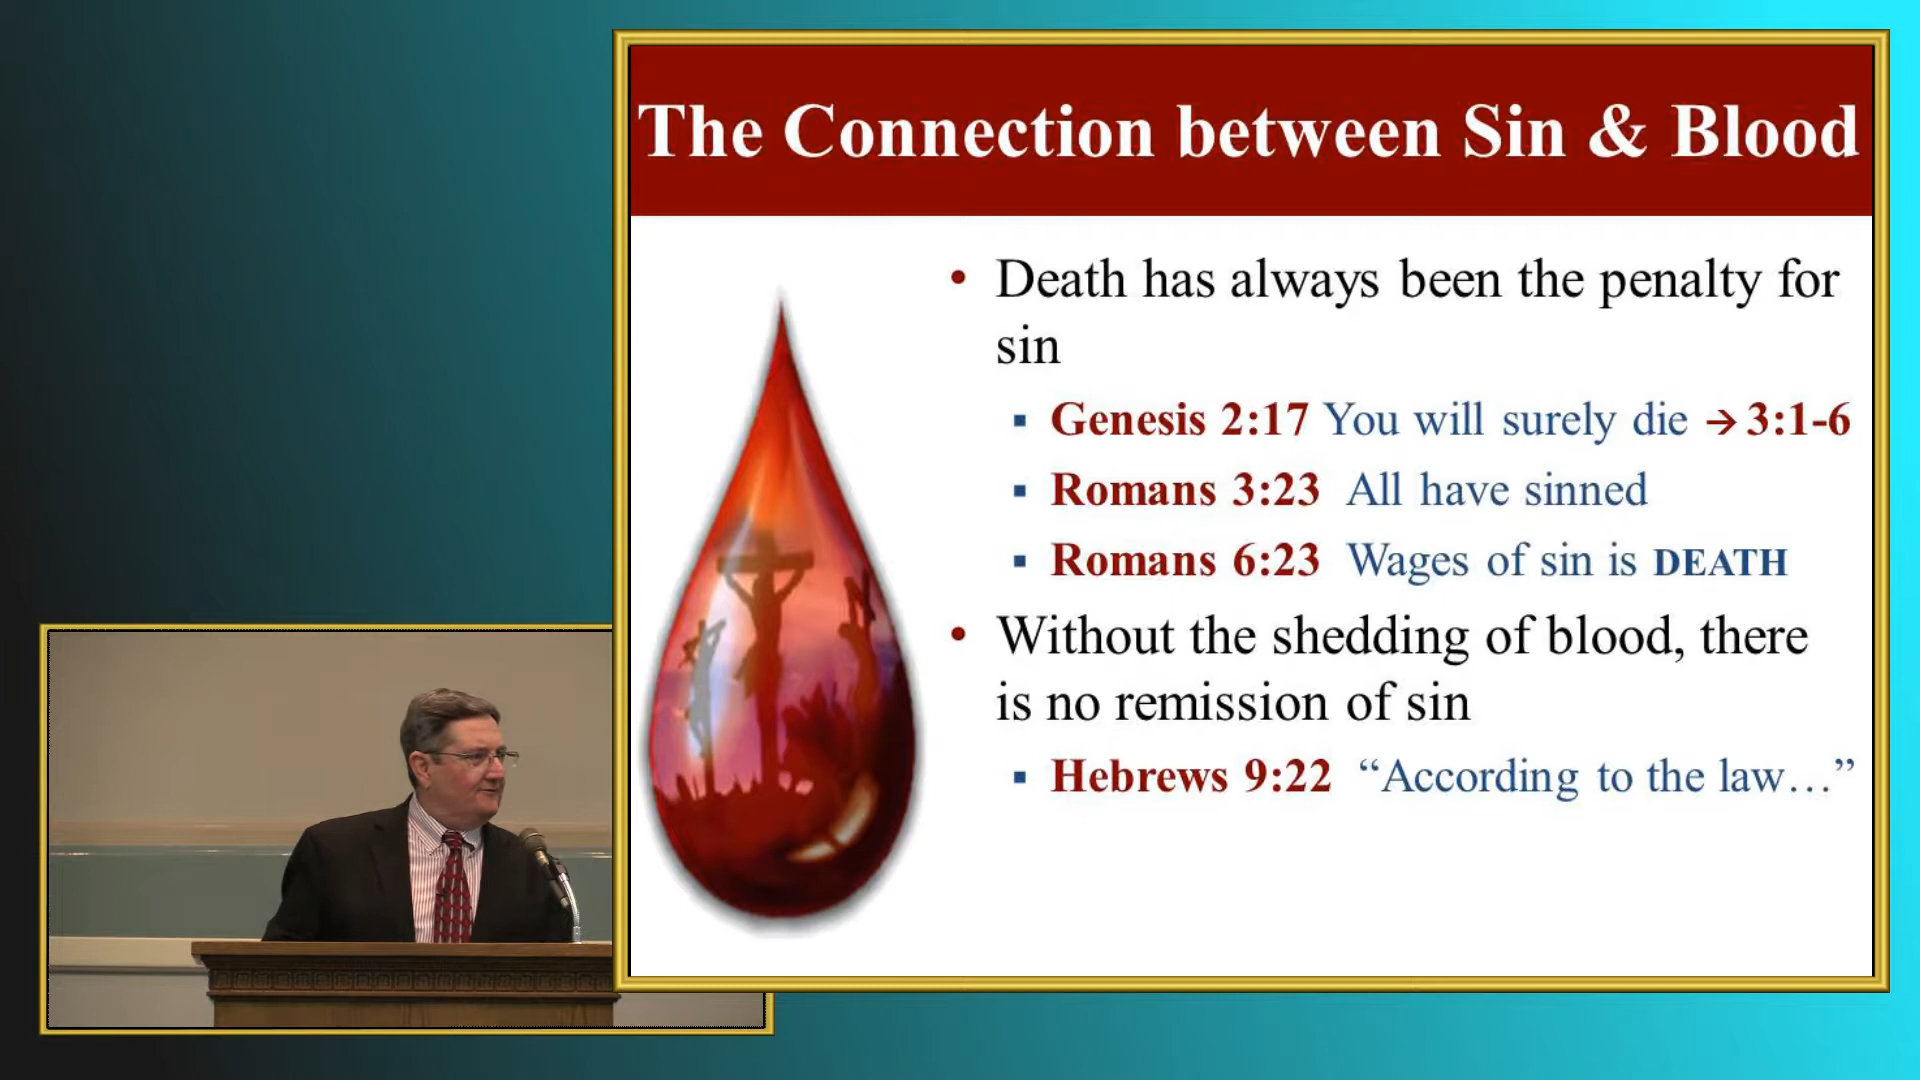 The Connection between Sin & Blood
• Death has always been the penalty for
sin
▪ Genesis 2:17 You will surely die → 3:1-6
▪ Romans 3:23 All have sinned
▪ Romans 6:23 Wages of sin is DEATH
• Without the shedding of blood, there
is no remission of sin
▪ Hebrews 9:22 “According to the law…”